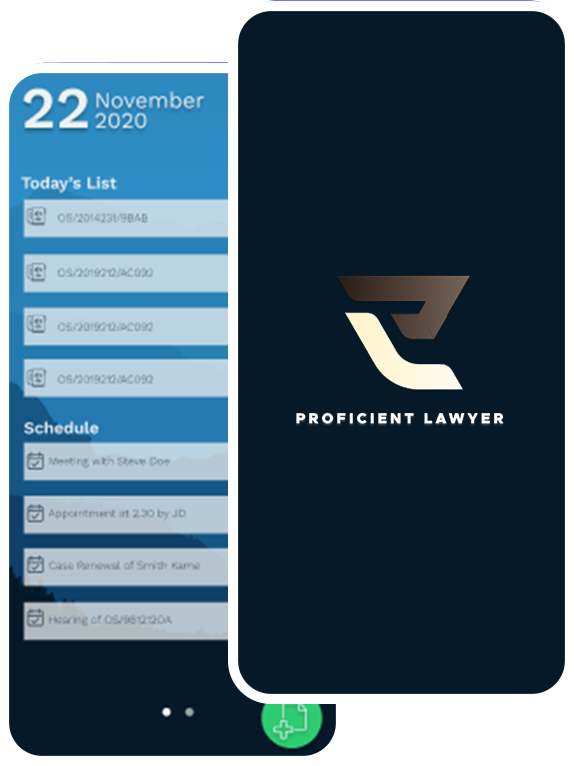 22 November
2020
Today's List
OS/2014231/9BAB
OS/2019212/AC090
OS/2019212/AC092
OS/2019212/AC092
Schedule
Meeting with Steve Doe
Appointment at 2.30 by JD
Case Renewal of Smith Kame
Hearing of OS/981212OA
PROFICIENT LAWYER